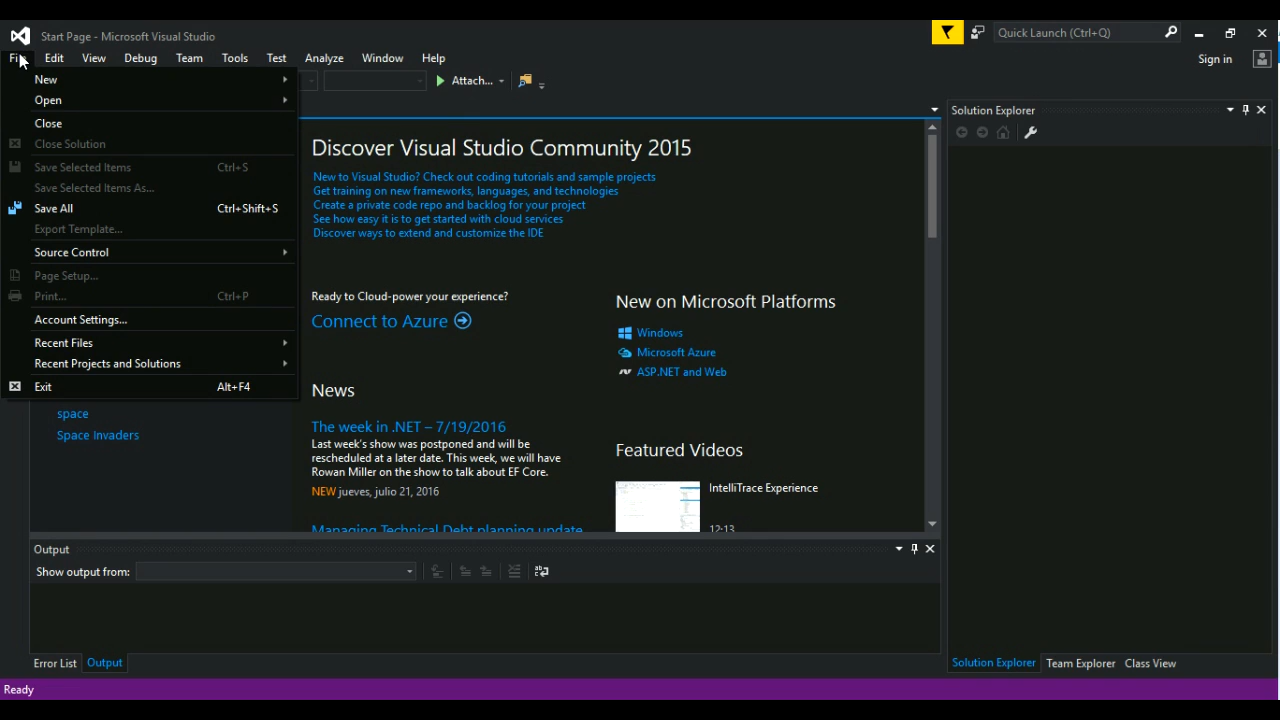 Start Page - Microsoft Visual Studio
Quick Launch (Ctrl+Q)
Edit View Debug Team Tools Test Analyze Window Help
Sign in
New
Open
Close
Close Solution
Save Selected Items Ctrl+S
Save Selected Items As...
Save All Ctrl+Shift+S
Export Template...
Source Control
Page Setup...
Print... Ctrl+P
Account Settings...
Recent Files
Recent Projects and Solutions
Exit Alt+F4
space
Space Invaders
Attach...
Discover Visual Studio Community 2015
New to Visual Studio? Check out coding tutorials and sample projects
Get training on new frameworks, languages, and technologies
Create a private code repo and backlog for your project
See how easy it is to get started with cloud services
Discover ways to extend and customize the IDE
Ready to Cloud-power your experience?
Connect to Azure
New on Microsoft Platforms
Windows
Microsoft Azure
ASP.NET and Web
News
The week in .NET – 7/19/2016
Last week's show was postponed and will be
rescheduled at a later date. This week, we will have
Rowan Miller on the show to talk about EF Core.
NEW jueves, julio 21, 2016
Managing Technical Debt planning update
Featured Videos
IntelliTrace Experience
12:13
Solution Explorer
Output
Show output from:
Error List Output
Solution Explorer Team Explorer Class View
Ready